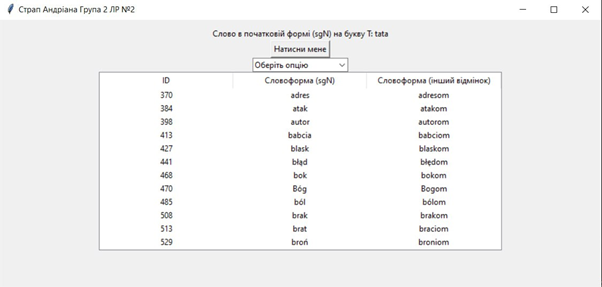 Страп Андріана Група 2 ЛР №2
Слово в початковій формі (sgN) на букву Т: tata
Натисни мене
Оберіть опцію
ID Словоформа (sgN) Словоформа (інший відмінок)
370 adres adresom
384 atak atakom
398 autor autorom
413 babcia babciom
427 blask blaskom
441 błąd błędom
468 bok bokom
470 Bóg Bogom
485 ból bólom
508 brak brakom
513 brat braciom
529 broń broniom